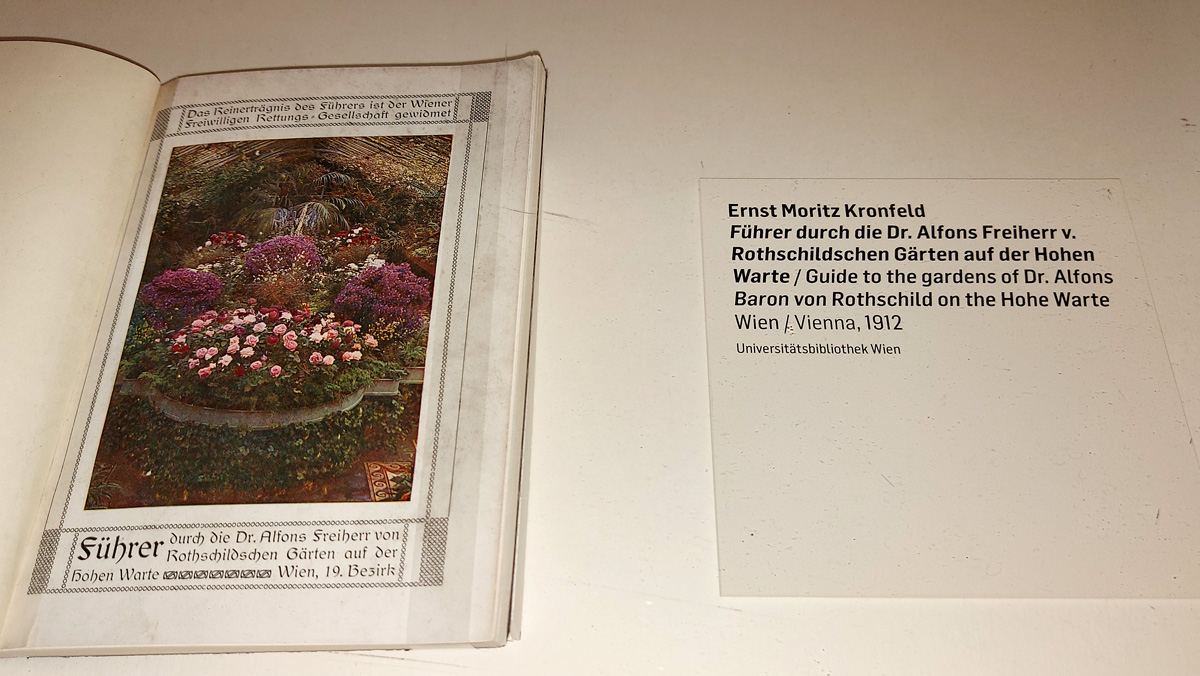 Das Reinerträgnis des Führers ist der Wiener
Freiwilligen Rettungs-Gesellschaft gewidmet
Führer durch die Dr. Alfons Freiherr von
Rothschildschen Gärten auf der
Hohen Warte Wien, 19. Bezirk
Ernst Moritz Kronfeld
Führer durch die Dr. Alfons Freiherr v.
Rothschildschen Gärten auf der Hohen
Warte / Guide to the gardens of Dr. Alfons
Baron von Rothschild on the Hohe Warte
Wien / Vienna, 1912
Universitätsbibliothek Wien